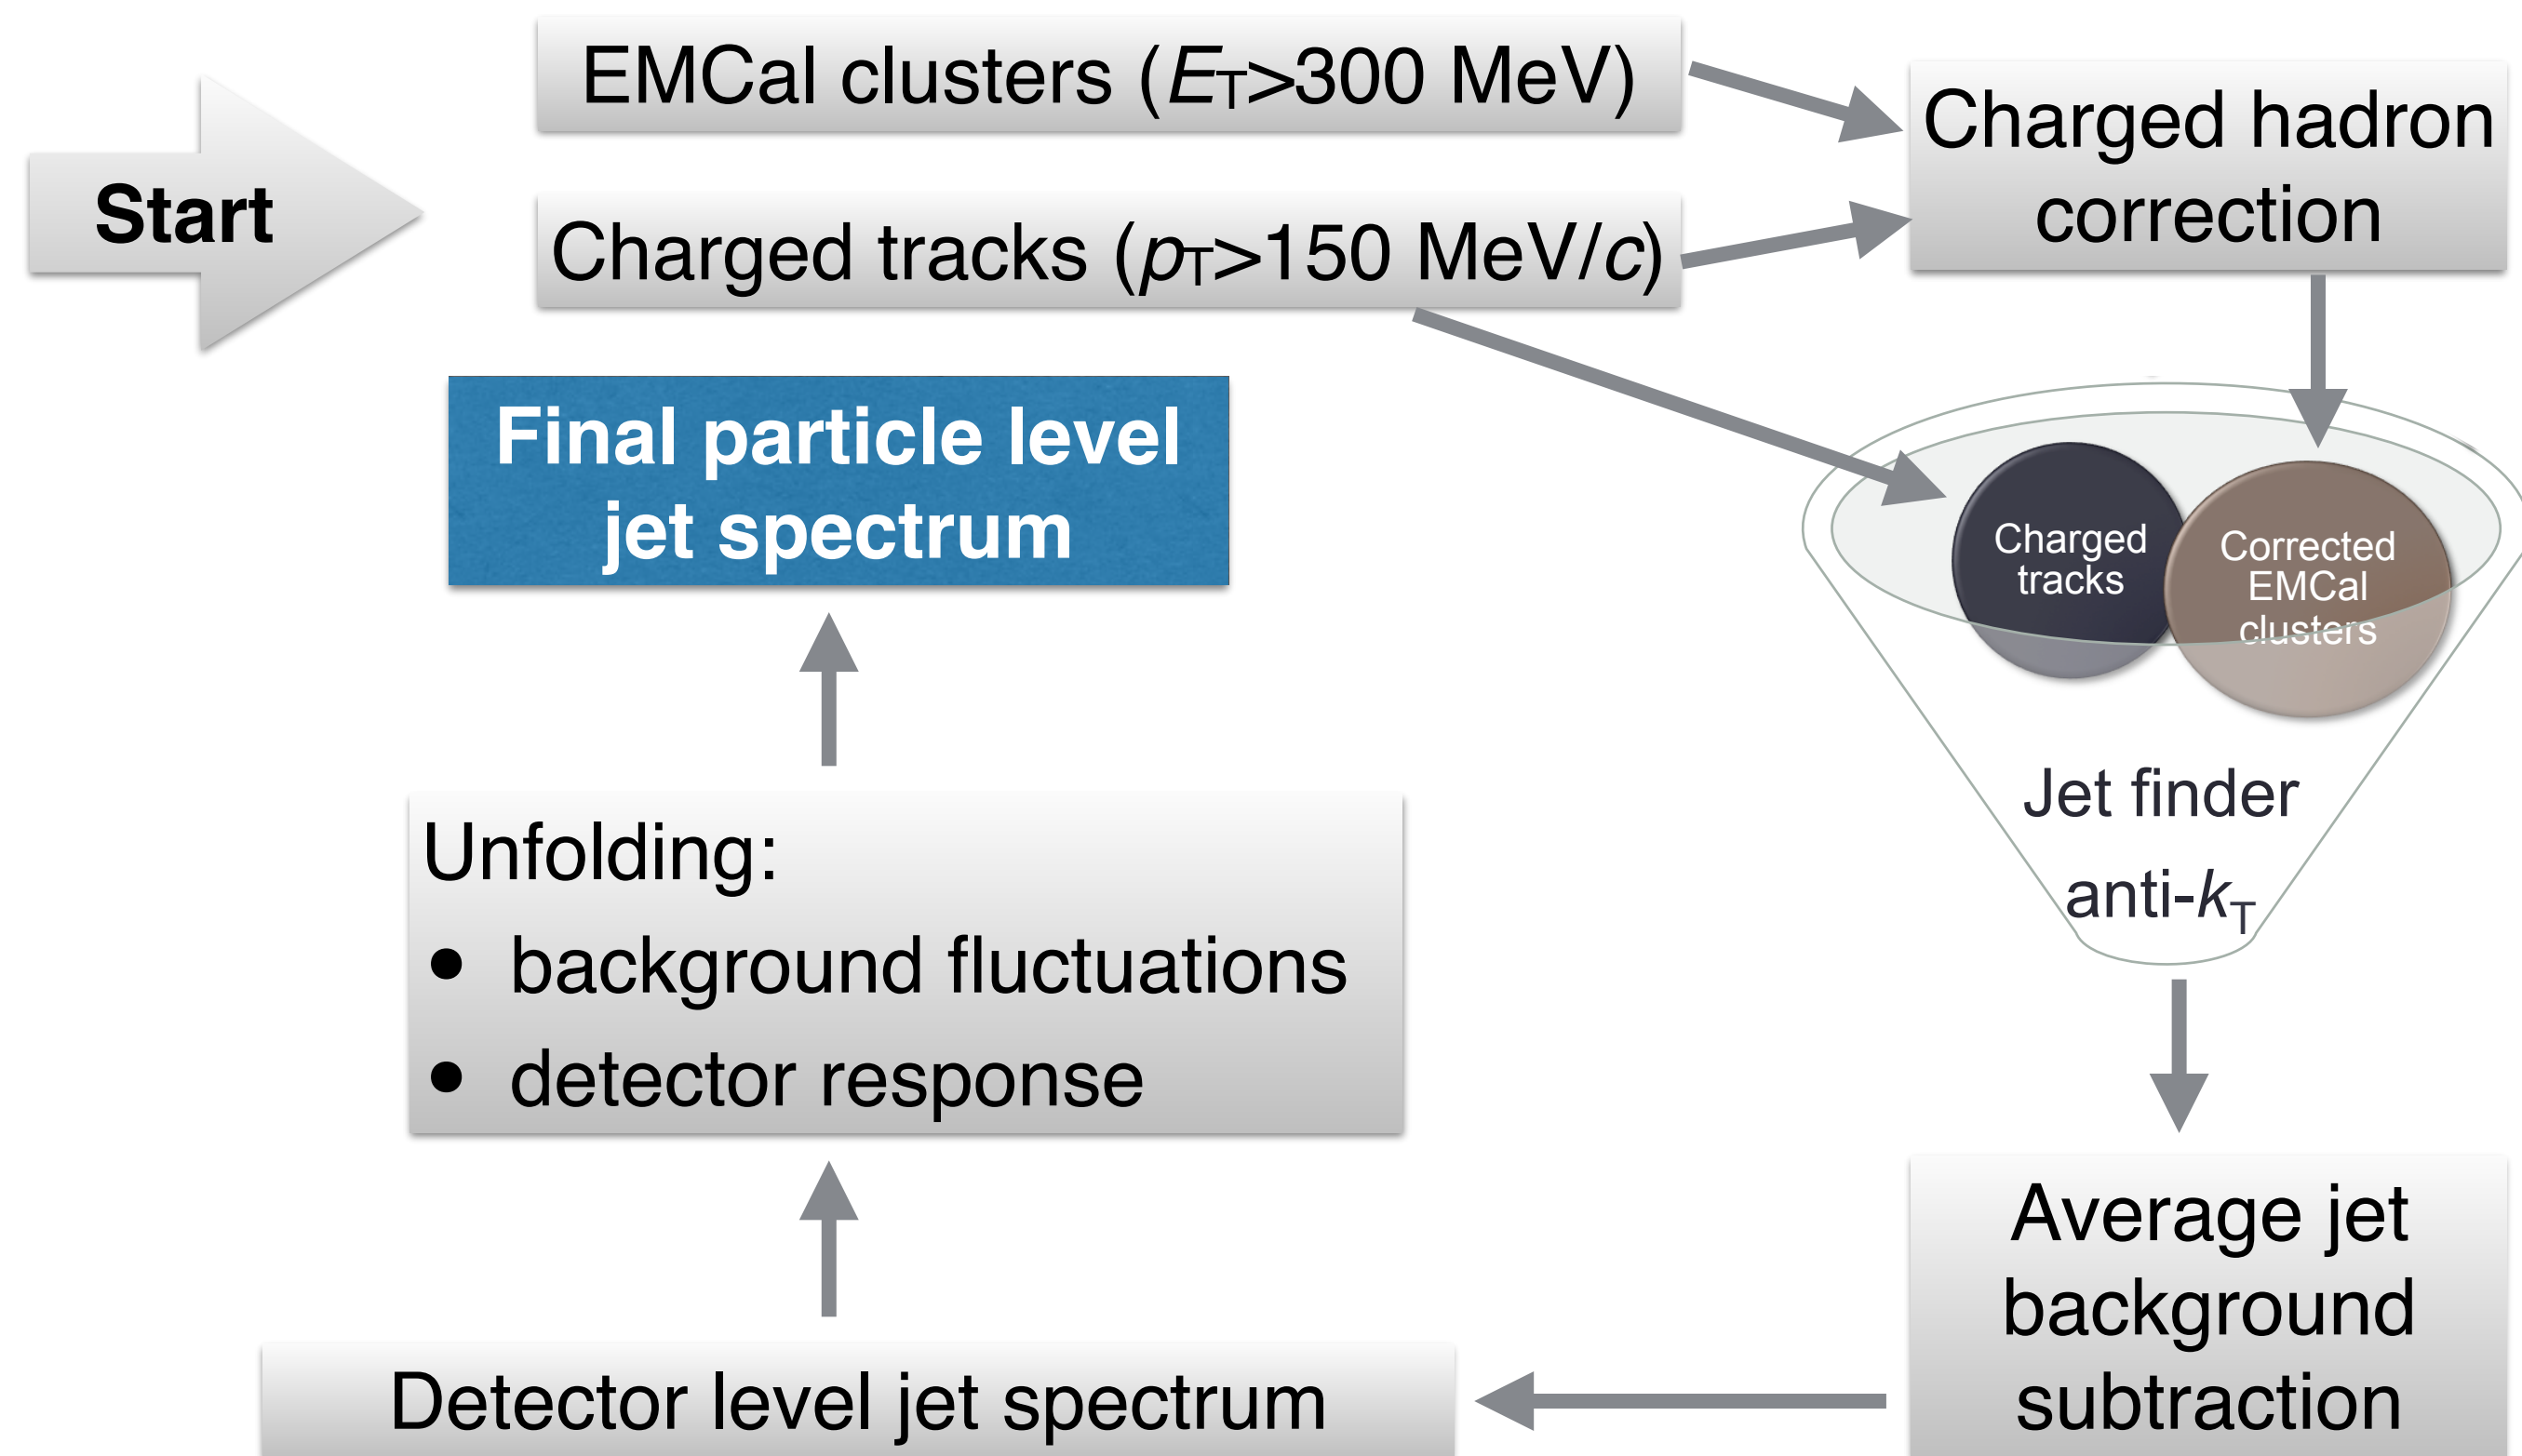 Start
EMCal clusters (ET>300 MeV)
Charged tracks (pT>150 MeV/c)
Charged hadron
correction
Charged
tracks
Corrected
EMCal
clusters
Jet finder
anti-kT
Average jet
background
subtraction
Detector level jet spectrum
Unfolding:
• background fluctuations
• detector response
Final particle level
jet spectrum